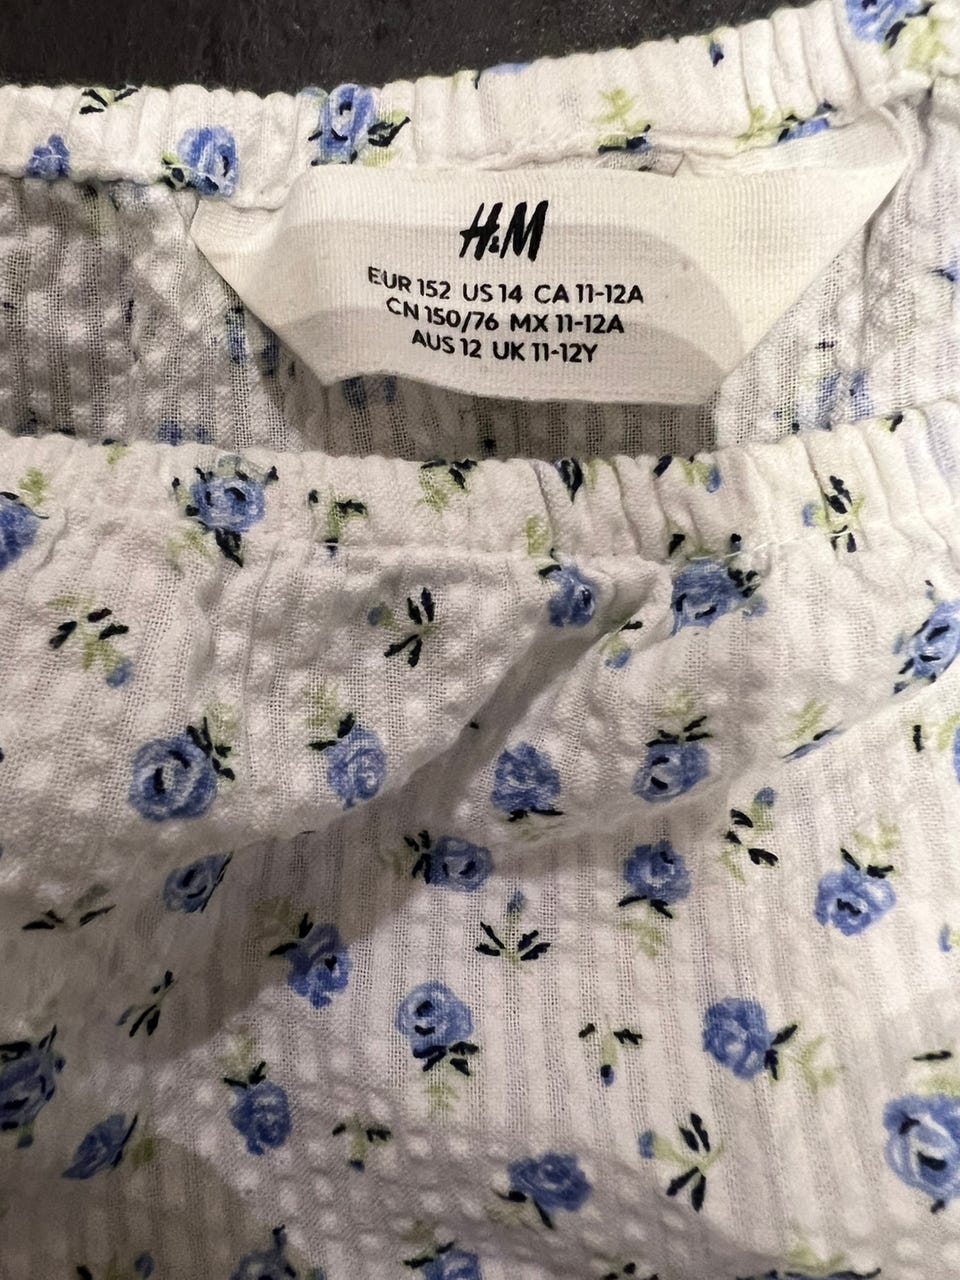 H&M
EUR 152 US 14 CA 11-12A
CN 150/76 MX 11-12A
AUS 12 UK 11-12Y